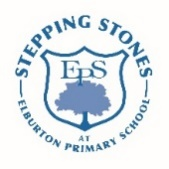 STEPPING STONES
EPS
AT
ELBURTON PRIMARY SCHOOL